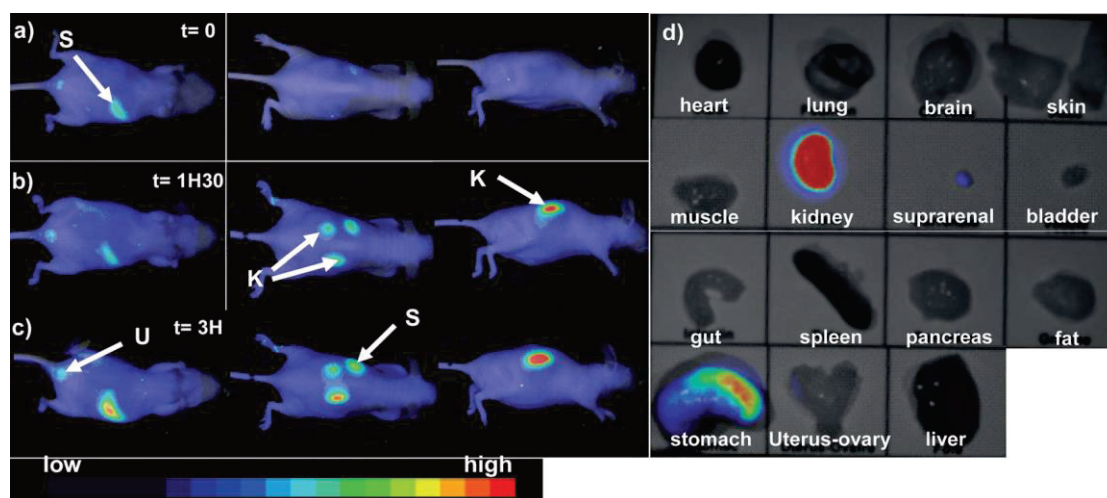 a)
S
t= 0
b)
t= 1H30
K
K
c)
U
t= 3H
S
low
high
d)
heart
lung
brain
skin
muscle
kidney
suprarenal
bladder
gut
spleen
pancreas
fat
stomach
Uterus-ovary
liver